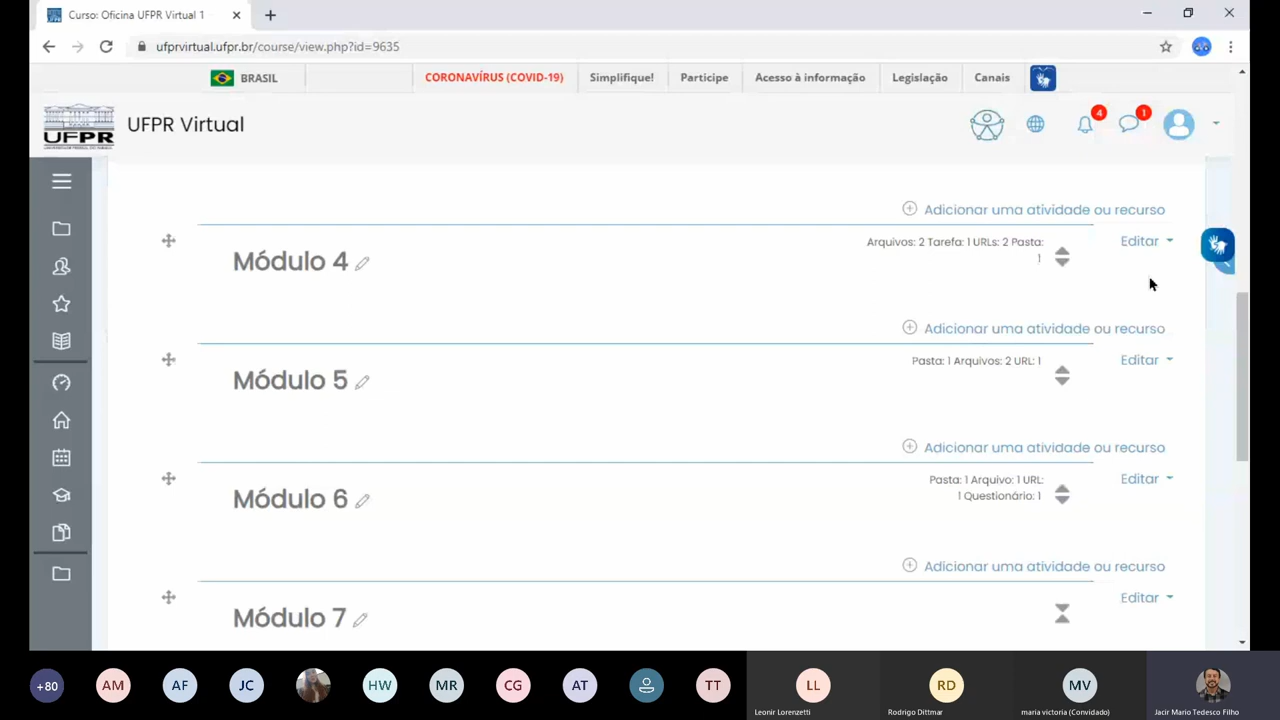 Curso: Oficina UFPR Virtual 1
ufprvirtual.ufpr.br/course/view.php?id=9635
BRASIL
CORONAVÍRUS (COVID-19)
Simplifique!
Participe
Acesso à informação
Legislação
Canais
UFPR
UFPR Virtual
4
1
Adicionar uma atividade ou recurso
Módulo 4
Arquivos: 2 Tarefa: 1 URLs: 2 Pasta:
1
Editar
Adicionar uma atividade ou recurso
Módulo 5
Pasta: 1 Arquivos: 2 URL: 1
Editar
Adicionar uma atividade ou recurso
Módulo 6
Pasta: 1 Arquivo: 1 URL:
1 Questionário: 1
Editar
Adicionar uma atividade ou recurso
Módulo 7
Editar
+80
AM
AF
JC
HW
MR
CG
AT
TT
LL
RD
MV
Leonir Lorenzetti
Rodrigo Dittmar
maria victoria (Convidado)
Jacir Mario Tedesco Filho